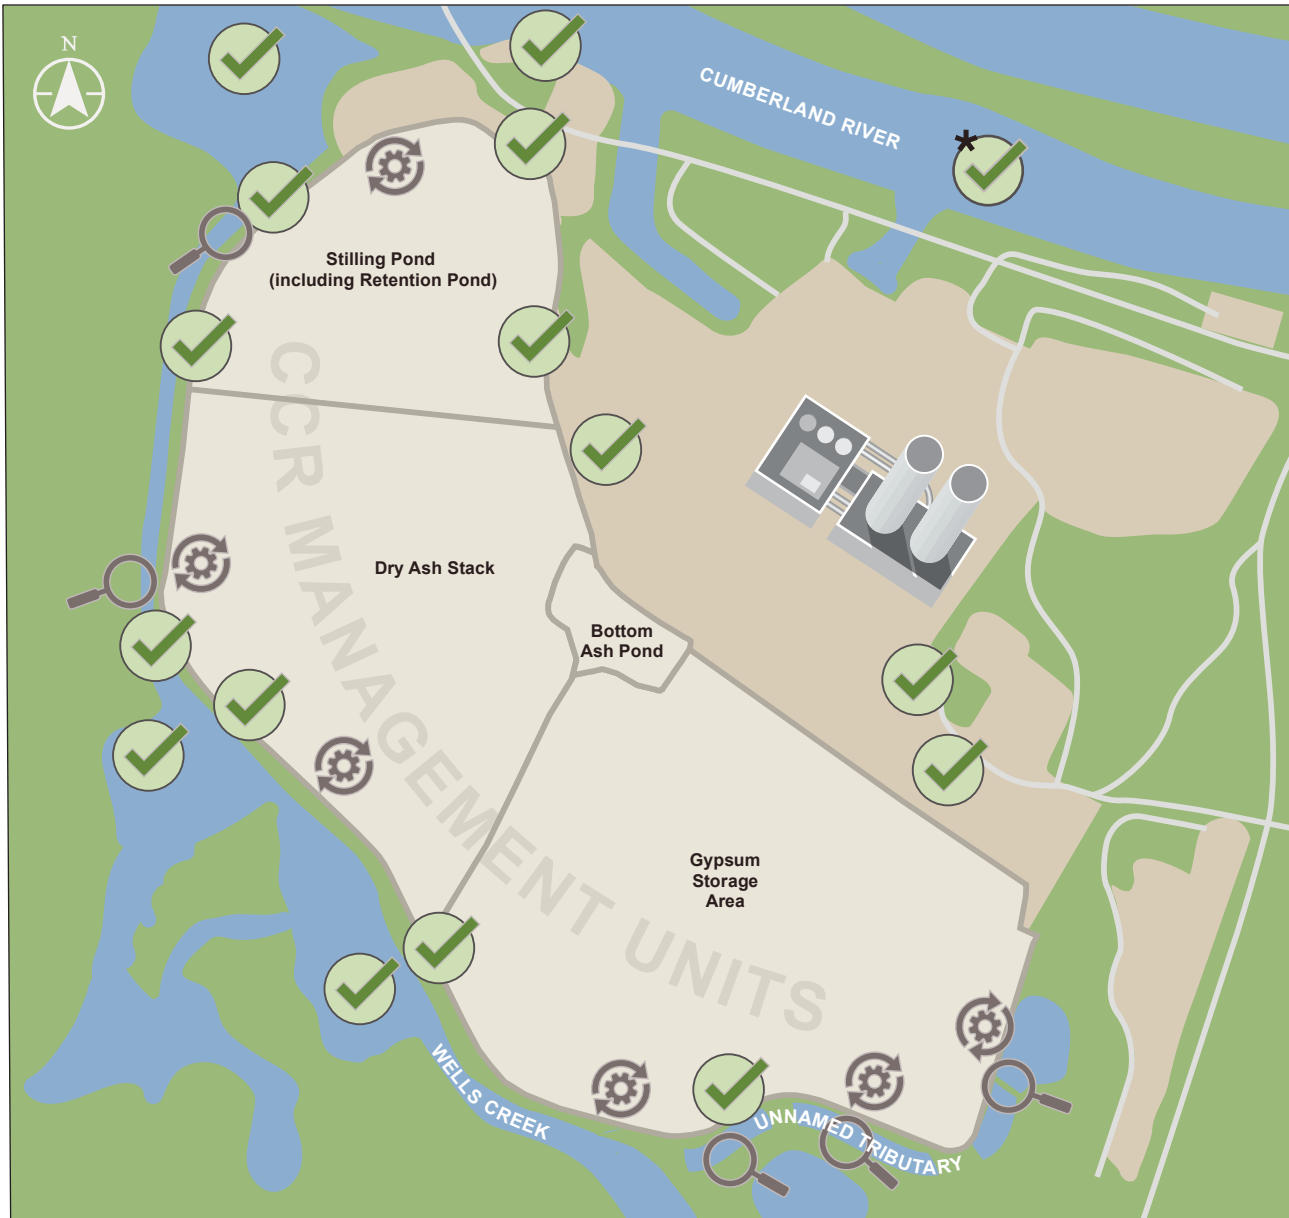 N
CUMBERLAND RIVER
*
Stilling Pond
(including Retention Pond)
CCR MANAGEMENT UNITS
Dry Ash Stack
Bottom
Ash Pond
Gypsum
Storage
Area
WELLS CREEK
UNNAMED TRIBUTARY